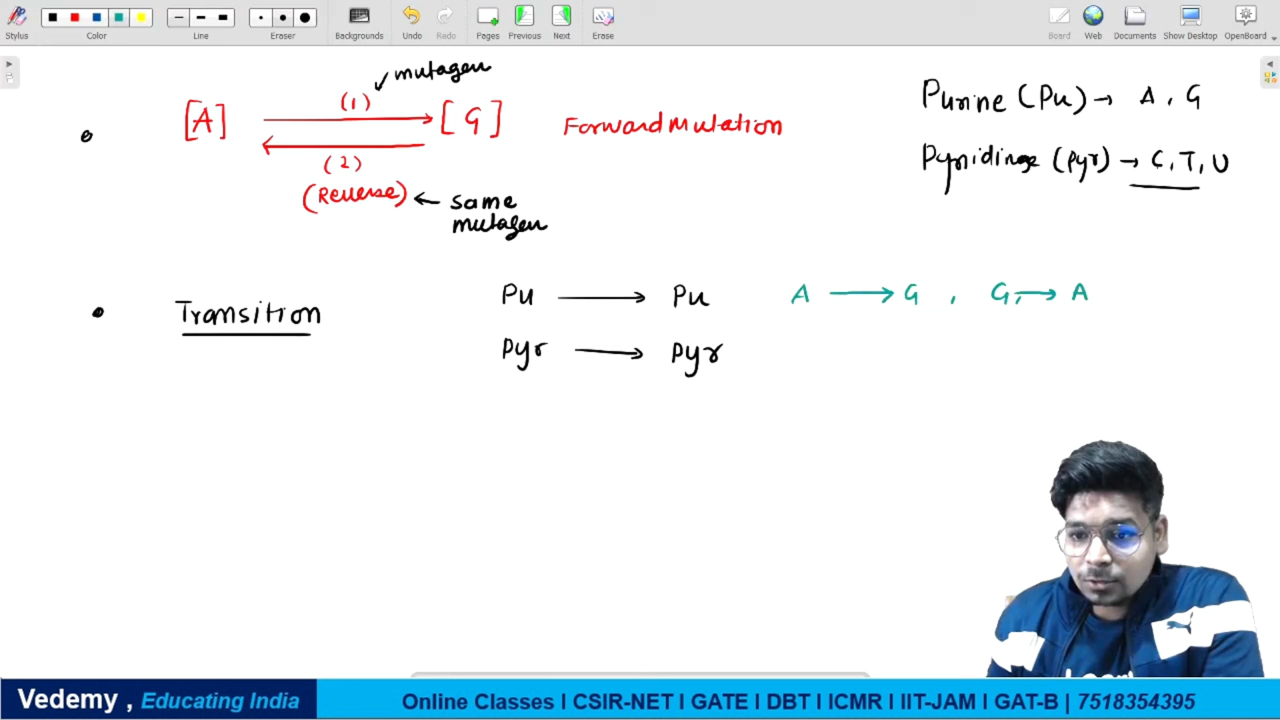 Stylus Color Line Eraser Backgrounds Undo Redo Pages Previous Next Erase Board Web Documents Show Desktop OpenBoard
mutagen
[A] (1) [G] Forward Mutation
(2)
(Reverse) ← same
mutagen
Purine (Pu) → A, G
(Pyr) → C, T, U
• Transition
Pu → Pu A → G , G, → A
Pyr → Pyr
Vedemy , Educating India
Online Classes I CSIR-NET I GATE I DBT I ICMR I IIT-JAM I GAT-B | 7518354395